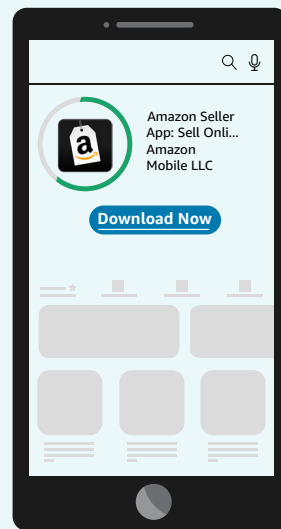 Amazon Seller
App: Sell Onli...
Amazon
Mobile LLC
a
Download Now